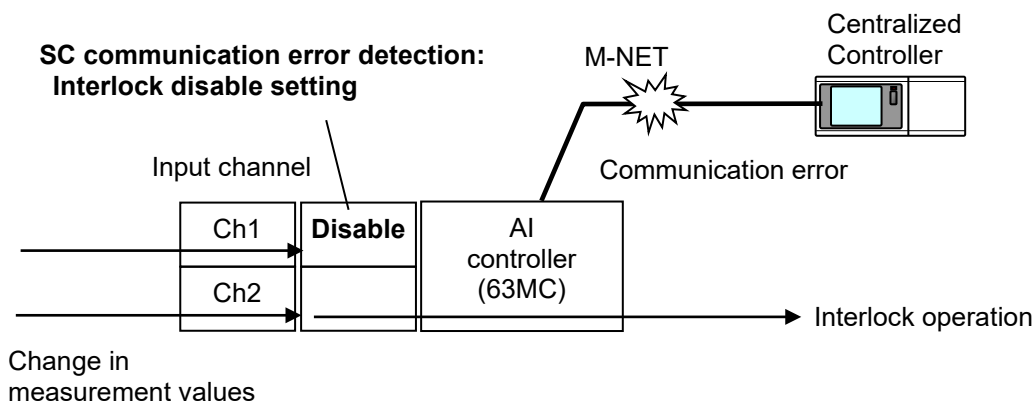 SC communication error detection:
Interlock disable setting
M-NET
Centralized
Controller
Input channel
Communication error
Ch1
Disable
AI
controller
(63MC)
Ch2
Interlock operation
Change in
measurement values